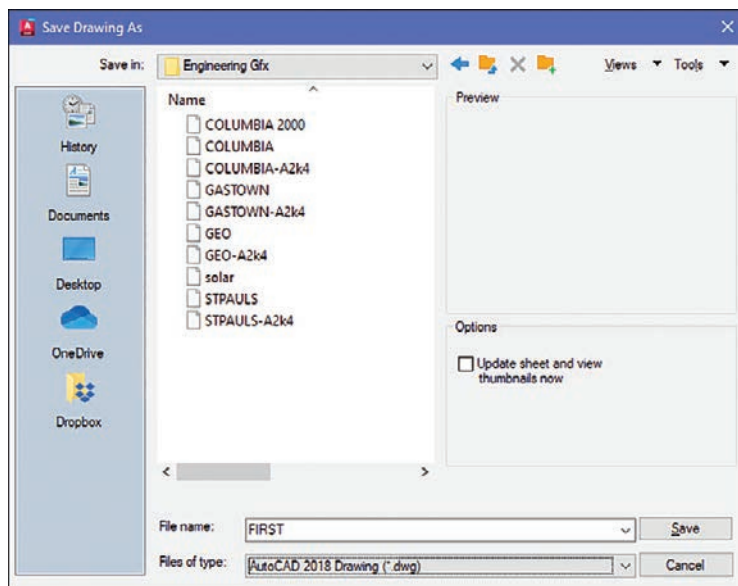 Save Drawing As
Save in: Engineering Gfx
Views Tools
History
Documents
Desktop
OneDrive
Dropbox
Name
COLUMBIA 2000
COLUMBIA
COLUMBIA-A2k4
GASTOWN
GASTOWN-A2k4
GEO
GEO-A2k4
solar
STPAULS
STPAULS-A2k4
Preview
Options
Update sheet and view
thumbnails now
File name: FIRST
Save
Files of type: AutoCAD 2018 Drawing (*.dwg)
Cancel